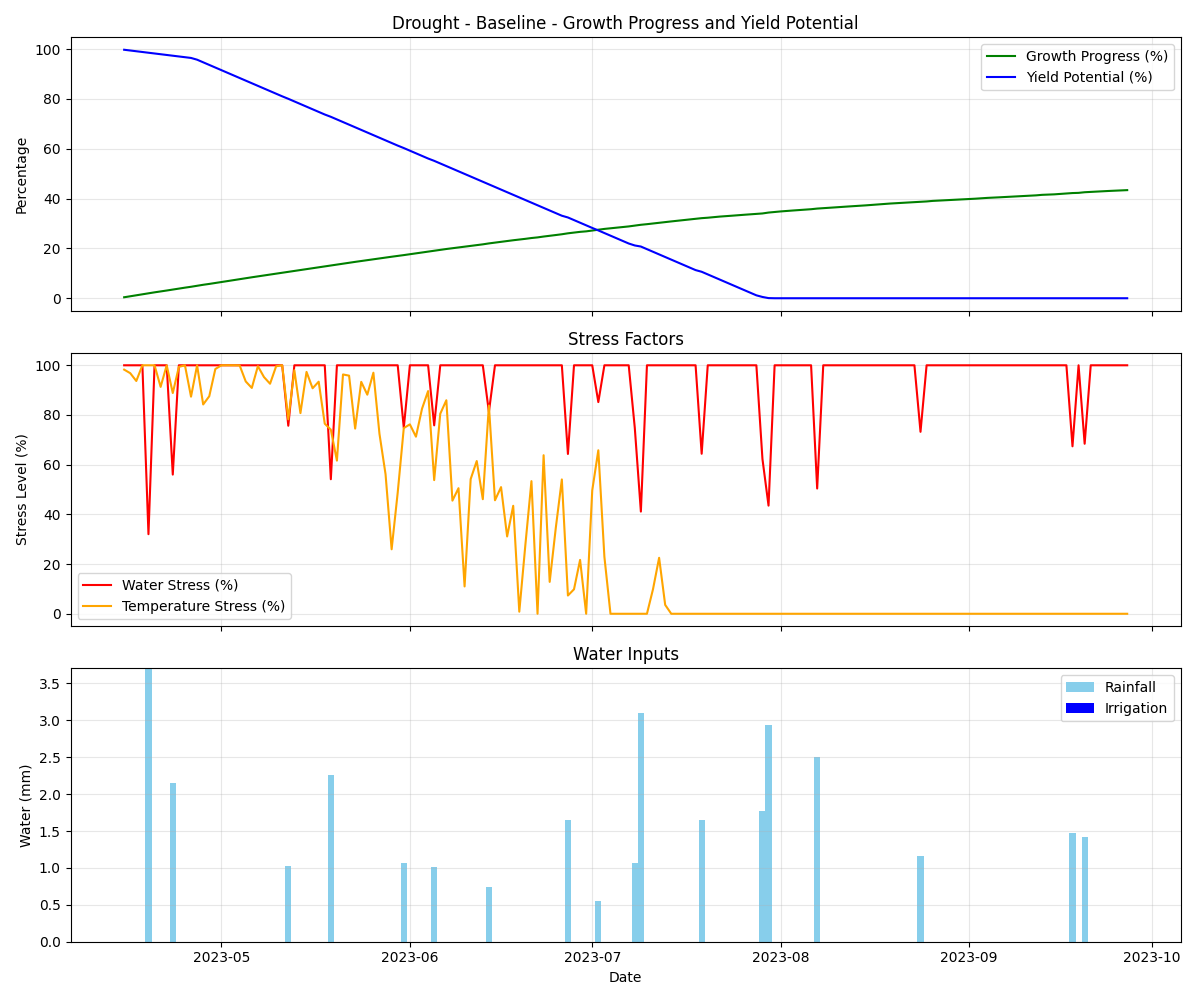 Drought - Baseline - Growth Progress and Yield Potential
Growth Progress (%)
Yield Potential (%)
Percentage
100
80
60
40
20
0
Stress Factors
Stress Level (%)
100
80
60
40
20
0
Water Stress (%)
Temperature Stress (%)
Water Inputs
Rainfall
Irrigation
Water (mm)
3.5
3.0
2.5
2.0
1.5
1.0
0.5
0.0
2023-05 2023-06 2023-07 2023-08 2023-09 2023-10
Date